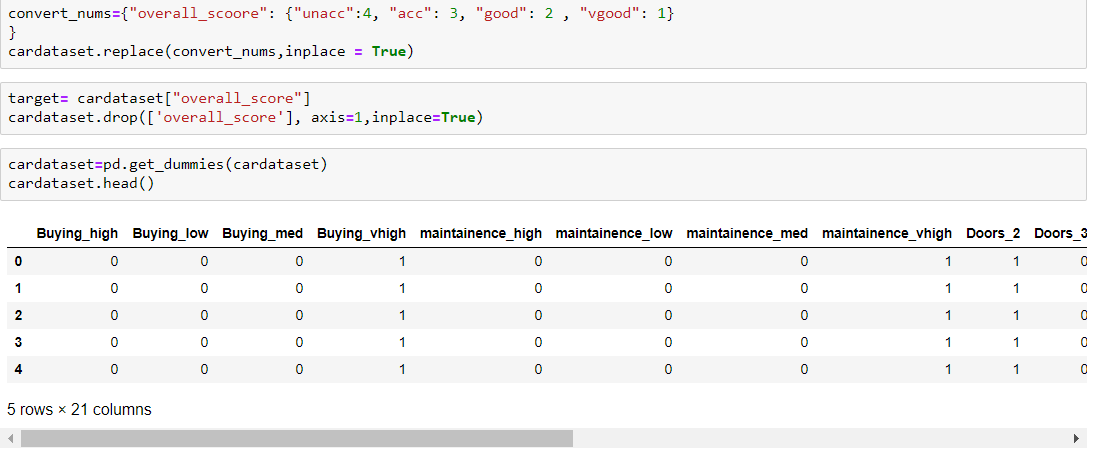 convert_nums={"overall_scoore": {"unacc":4, "acc": 3, "good": 2 , "vgood": 1}
}
cardataset.replace(convert_nums,inplace = True)
target= cardataset["overall_score"]
cardataset.drop(['overall_score'], axis=1,inplace=True)
cardataset=pd.get_dummies(cardataset)
cardataset.head()
Buying_high Buying_low Buying_med Buying_vhigh maintainence_high maintainence_low maintainence_med maintainence_vhigh Doors_2 Doors_3
0 0 0 0 1 0 0 0 1 1 0
1 0 0 0 1 0 0 0 1 1 0
2 0 0 0 1 0 0 0 1 1 0
3 0 0 0 1 0 0 0 1 1 0
4 0 0 0 1 0 0 0 1 1 0
5 rows × 21 columns